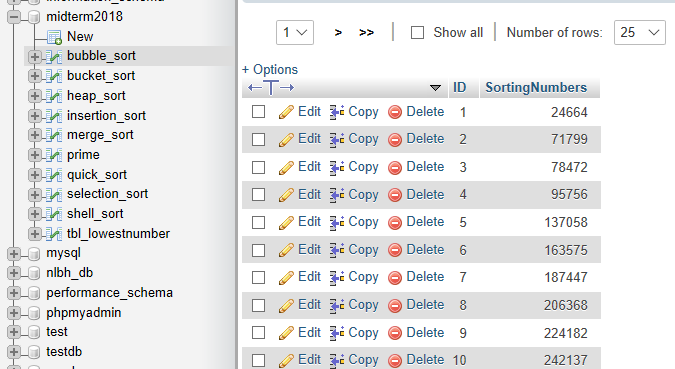 information_schema
midterm2018
New
bubble_sort
bucket_sort
heap_sort
insertion_sort
merge_sort
prime
quick_sort
selection_sort
shell_sort
tbl_lowestnumber
mysql
nlbh_db
performance_schema
phpmyadmin
test
testdb
1 > >> Show all Number of rows: 25
+ Options
←T→ ID SortingNumbers
Edit Copy Delete 1 24664
Edit Copy Delete 2 71799
Edit Copy Delete 3 78472
Edit Copy Delete 4 95756
Edit Copy Delete 5 137058
Edit Copy Delete 6 163575
Edit Copy Delete 7 187447
Edit Copy Delete 8 206368
Edit Copy Delete 9 224182
Edit Copy Delete 10 242137